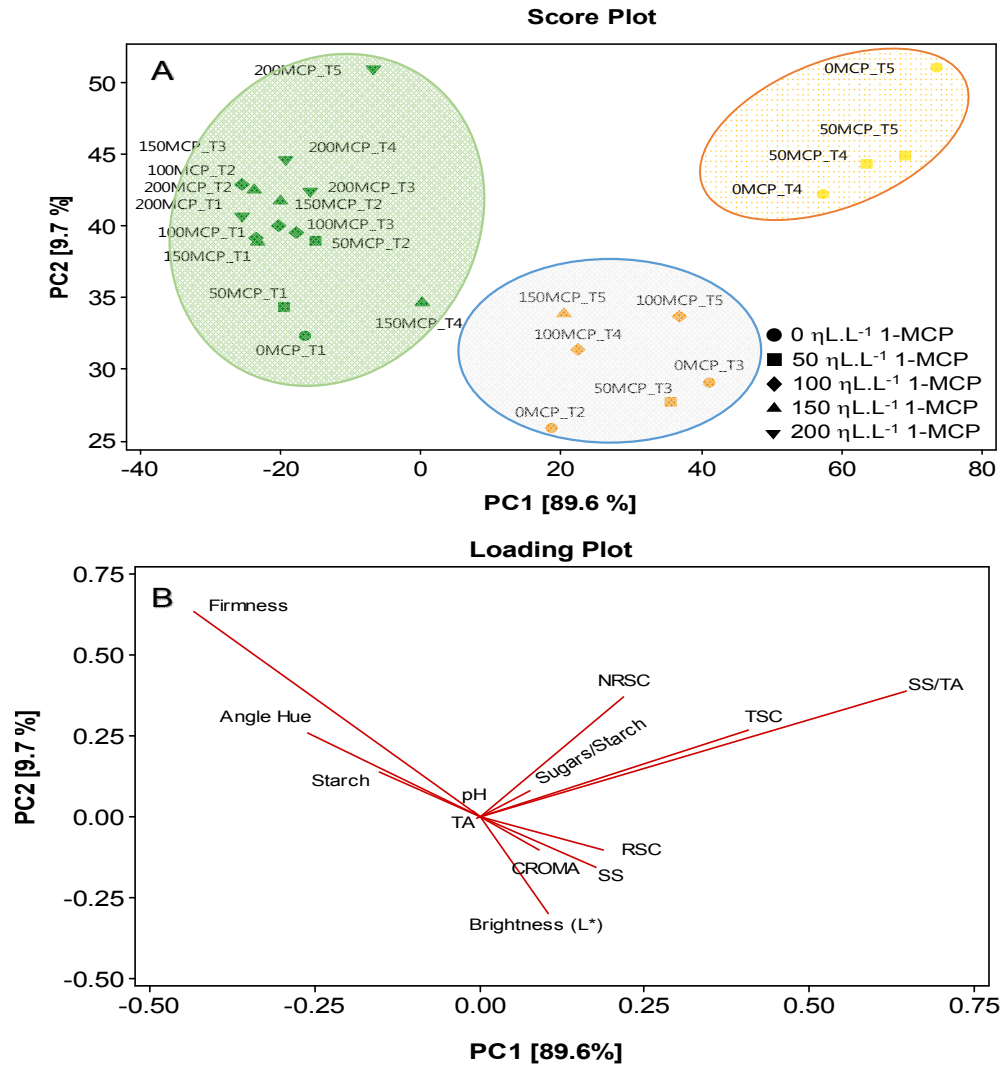 Score Plot
A
PC2 [9.7 %]
50
45
40
35
30
25
200MCP_T5
0MCP_T5
50MCP_T5
150MCP_T3
200MCP_T4
50MCP_T4
100MCP_T2
200MCP_T2
200MCP_T3
0MCP_T4
200MCP_T1
150MCP_T2
100MCP_T1
100MCP_T3
150MCP_T1
50MCP_T2
50MCP_T1
150MCP_T4
0MCP_T1
150MCP_T5
100MCP_T5
100MCP_T4
0MCP_T3
50MCP_T3
0MCP_T2
0 ηL.L-1 1-MCP
50 ηL.L-1 1-MCP
100 ηL.L-1 1-MCP
150 ηL.L-1 1-MCP
200 ηL.L-1 1-MCP
-40 -20 0 20 40 60 80
PC1 [89.6 %]
Loading Plot
B
PC2 [9.7 %]
0.75
0.50
0.25
0.00
-0.25
-0.50
Firmness
NRSC
SS/TA
Angle Hue
TSC
Sugars/Starch
Starch
pH
TA
RSC
CROMA
SS
Brightness (L*)
-0.50 -0.25 0.00 0.25 0.50 0.75
PC1 [89.6%]